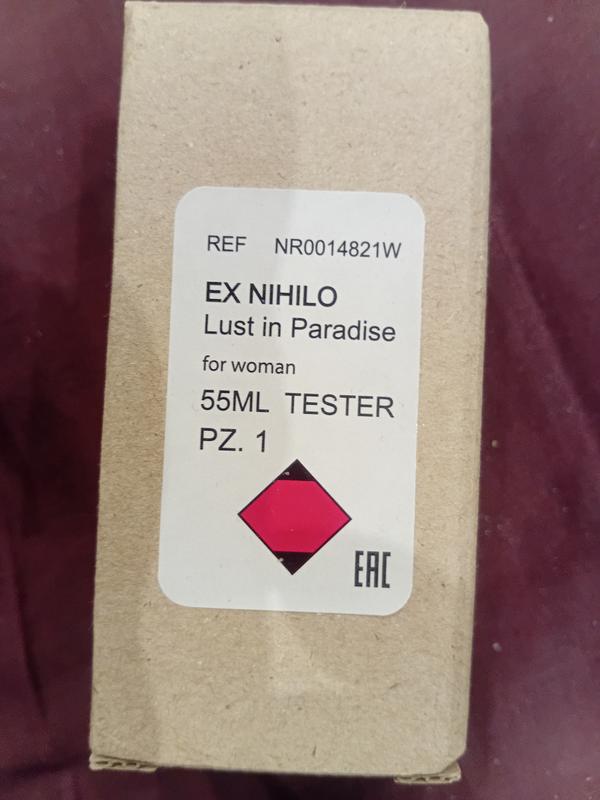 REF NR0014821W
EX NIHILO
Lust in Paradise
for woman
55ML TESTER
PZ. 1
EAC